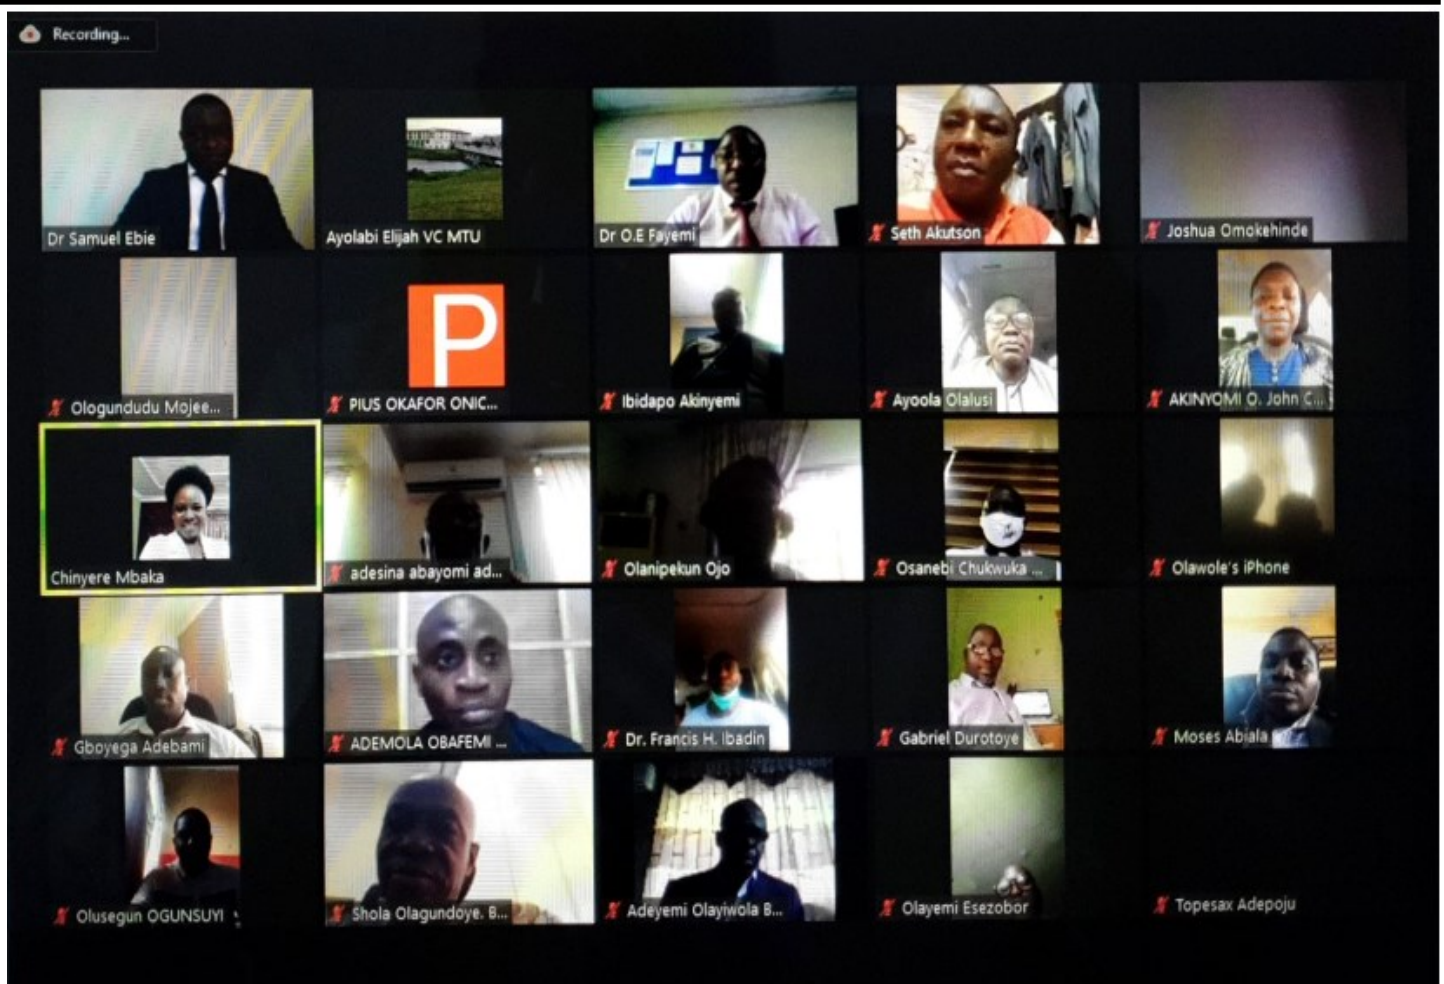 Recording...
Dr Samuel Ebie
Ayolabi Elijah VC MTU
Dr O.E Fayemi
Seth Akutson
Joshua Omokehinde
Ologundudu Mojee...
P
PIUS OKAFOR ONIC...
Ibidapo Akinyemi
Ayoola Olalusi
AKINYOMI O. John C...
Chinyere Mbaka
adesina abayomi ad...
Olanipekun Ojo
Osanebi Chukwuka ...
Olawole's iPhone
Gboyega Adebami
ADEMOLA OBAFEMI ...
Dr. Francis H. Ibadin
Gabriel Durotoye
Moses Abiala
Olusegun OGUNSUYI
Shola Olagundoye. B...
Adeyemi Olayiwola B...
Olayemi Esezobor
Topesax Adepoju